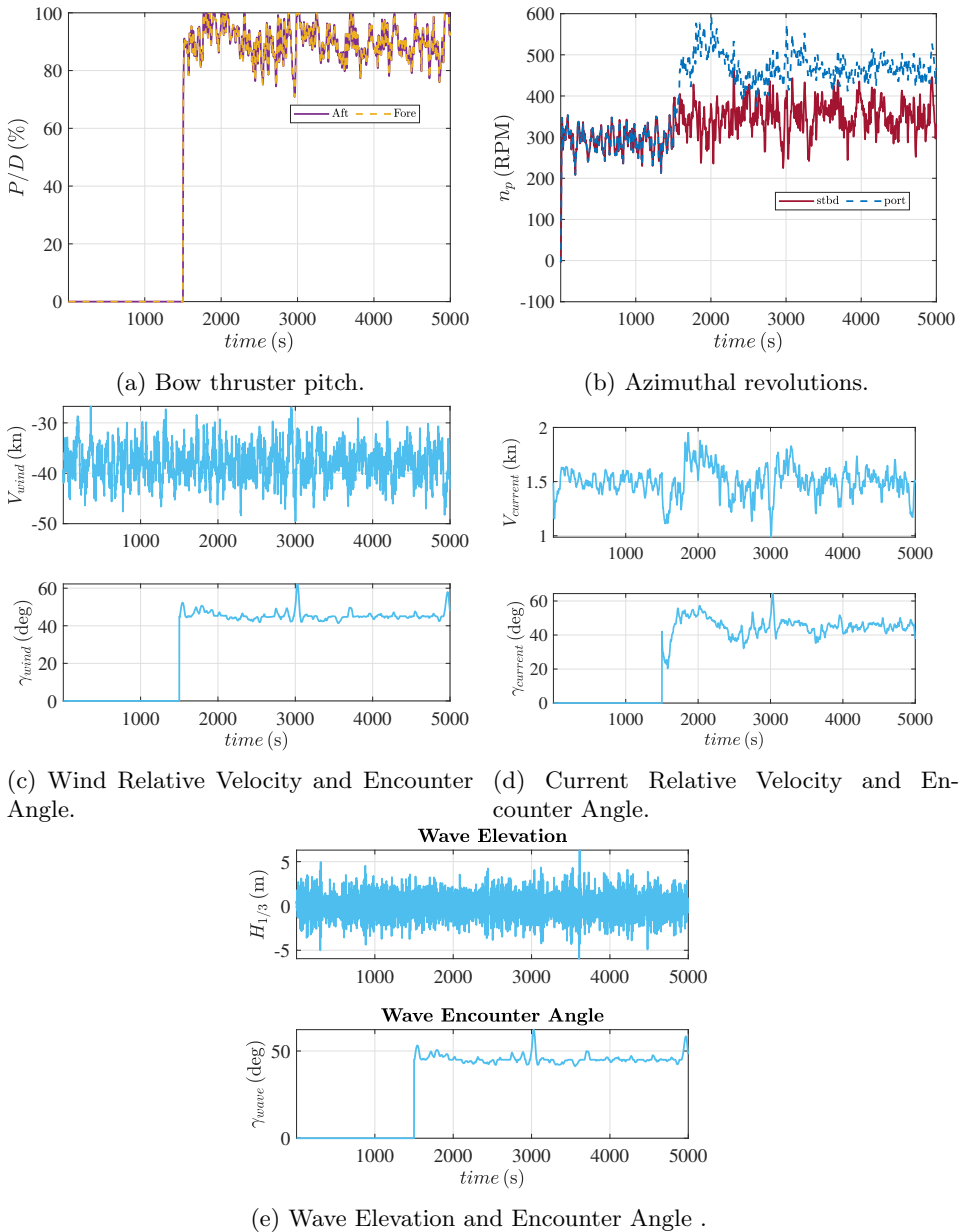 100
80
60
40
20
0
P/D (%)
Aft Fore
1000 2000 3000 4000 5000
time (s)
(a) Bow thruster pitch.
600
500
400
300
200
100
0
-100
n_p (RPM)
stbd port
1000 2000 3000 4000 5000
time (s)
(b) Azimuthal revolutions.
-30
-40
-50
V_wind (kn)
1000 2000 3000 4000 5000
60
40
20
0
γ_wind (deg)
1000 2000 3000 4000 5000
time (s)
(c) Wind Relative Velocity and Encounter
Angle.
2
1.5
1
V_current (kn)
1000 2000 3000 4000 5000
60
40
20
0
γ_current (deg)
1000 2000 3000 4000 5000
time (s)
(d) Current Relative Velocity and En-
counter Angle.
Wave Elevation
5
0
-5
H_1/3 (m)
1000 2000 3000 4000 5000
Wave Encounter Angle
50
0
γ_wave (deg)
1000 2000 3000 4000 5000
time (s)
(e) Wave Elevation and Encounter Angle .